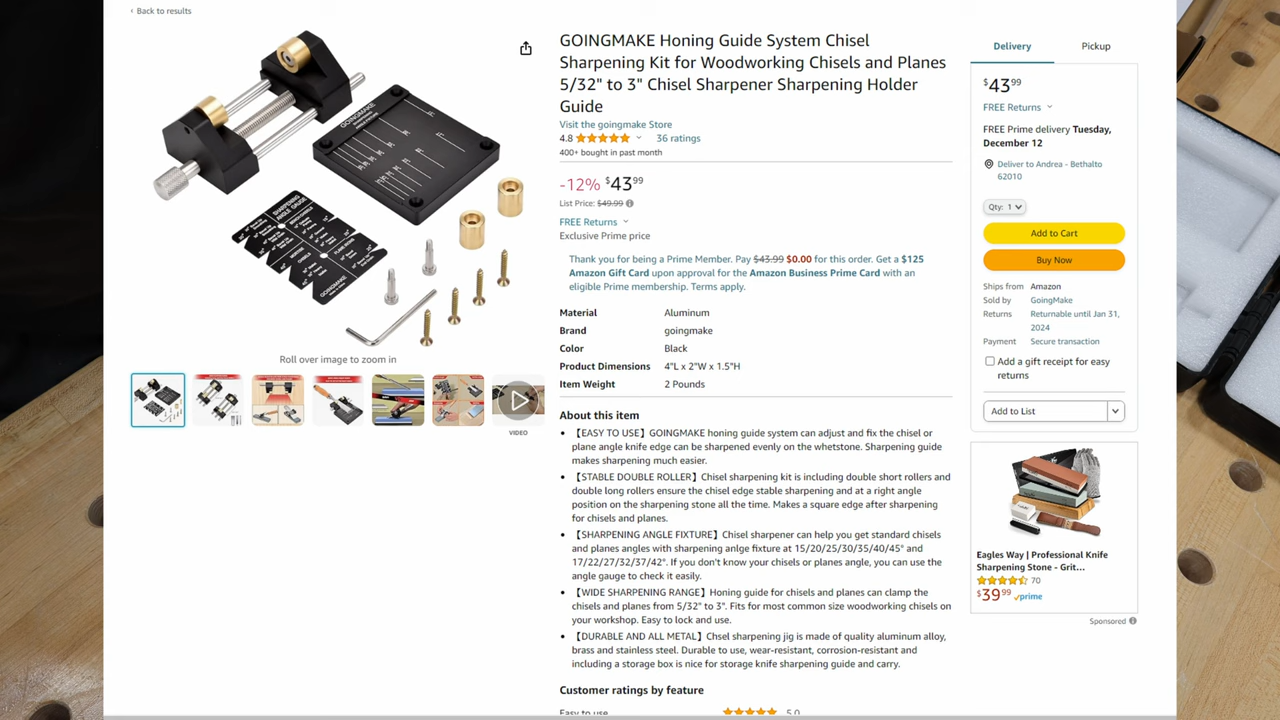 ‹ Back to results
GOINGMAKE Honing Guide System Chisel
Sharpening Kit for Woodworking Chisels and Planes
5/32" to 3" Chisel Sharpener Sharpening Holder
Guide
Visit the goingmake Store
4.8 36 ratings
400+ bought in past month
-12% $43 99
List Price: $49.99
FREE Returns
Exclusive Prime price
Thank you for being a Prime Member. Pay $43.99 $0.00 for this order. Get a $125
Amazon Gift Card upon approval for the Amazon Business Prime Card with an
eligible Prime membership. Terms apply.
Material Aluminum
Brand goingmake
Color Black
Product Dimensions 4"L x 2"W x 1.5"H
Item Weight 2 Pounds
About this item
• 【EASY TO USE】GOINGMAKE honing guide system can adjust and fix the chisel or
plane angle knife edge can be sharpened evenly on the whetstone. Sharpening guide
makes sharpening much easier.
• 【STABLE DOUBLE ROLLER】Chisel sharpening kit is including double short rollers and
double long rollers ensure the chisel edge stable sharpening and at a right angle
position on the sharpening stone all the time. Makes a square edge after sharpening
for chisels and planes.
• 【SHARPENING ANGLE FIXTURE】Chisel sharpener can help you get standard chisels
and planes angles with sharpening anlge fixture at 15/20/25/30/35/40/45° and
17/22/27/32/37/42°. If you don't know your chisels or planes angle, you can use the
angle gauge to check it easily.
• 【WIDE SHARPENING RANGE】Honing guide for chisels and planes can clamp the
chisels and planes from 5/32" to 3". Fits for most common size woodworking chisels on
your workshop. Easy to lock and use.
• 【DURABLE AND ALL METAL】Chsel sharpening jig is made of quality aluminum alloy,
brass and stainless steel. Durable to use, wear-resistant, corrosion-resistant and
including a storage box is nice for storage knife sharpening guide and carry.
Customer ratings by feature
Easy to use 5.0
GOINGMAKE
SHARPENING
ANGLE GAUGE
GOINGMAKE
Roll over image to zoom in
VIDEO
Delivery Pickup
$43 99
FREE Returns
FREE Prime delivery Tuesday,
December 12
Deliver to Andrea - Bethalto
62010
Qty: 1
Add to Cart
Buy Now
Ships from Amazon
Sold by GoingMake
Returns Returnable until Jan 31,
2024
Payment Secure transaction
Add a gift receipt for easy
returns
Add to List
Eagles Way | Professional Knife
Sharpening Stone - Grit...
70
$39 99 prime
Sponsored